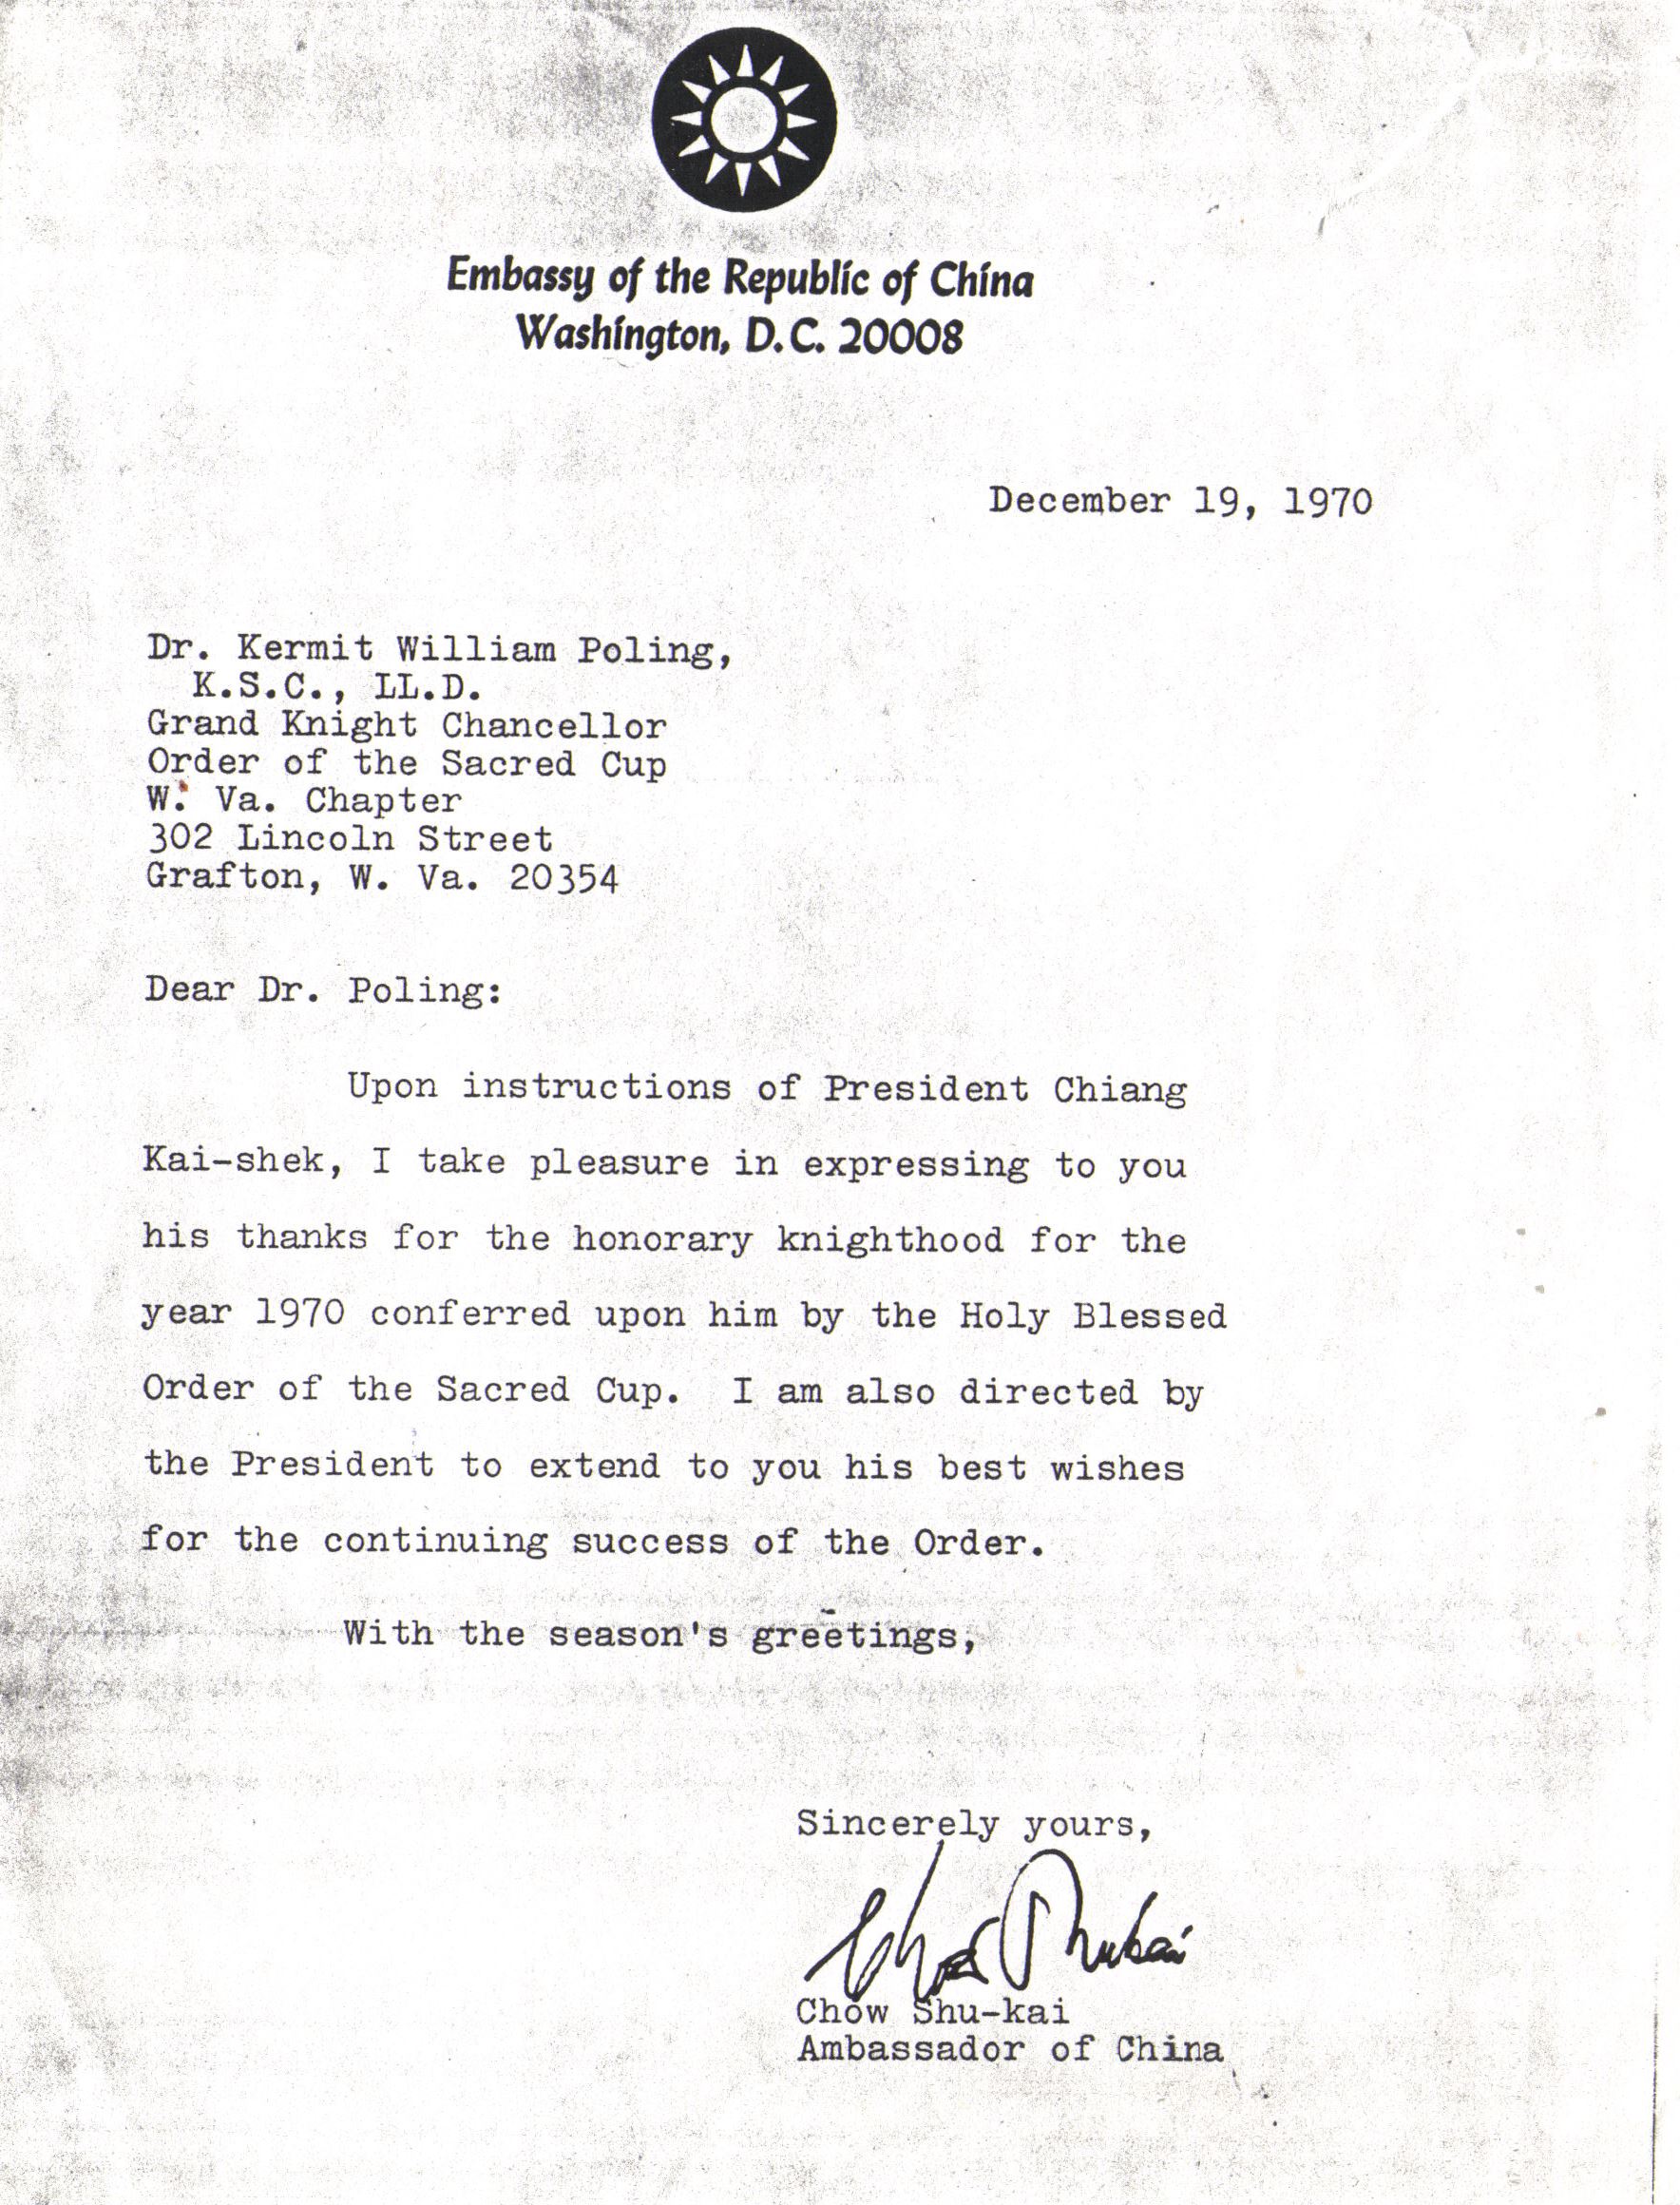 Embassy of the Republic of China
Washington, D.C. 20008
December 19, 1970
Dr. Kermit William Poling,
K.S.C., LL.D.
Grand Knight Chancellor
Order of the Sacred Cup
W. Va. Chapter
302 Lincoln Street
Grafton, W. Va. 20354
Dear Dr. Poling:
Upon instructions of President Chiang
Kai-shek, I take pleasure in expressing to you
his thanks for the honorary knighthood for the
year 1970 conferred upon him by the Holy Blessed
Order of the Sacred Cup. I am also directed by
the President to extend to you his best wishes
for the continuing success of the Order.
With the season's greetings,
Sincerely yours,
Chow Shukai
Chow Shu-kai
Ambassador of China